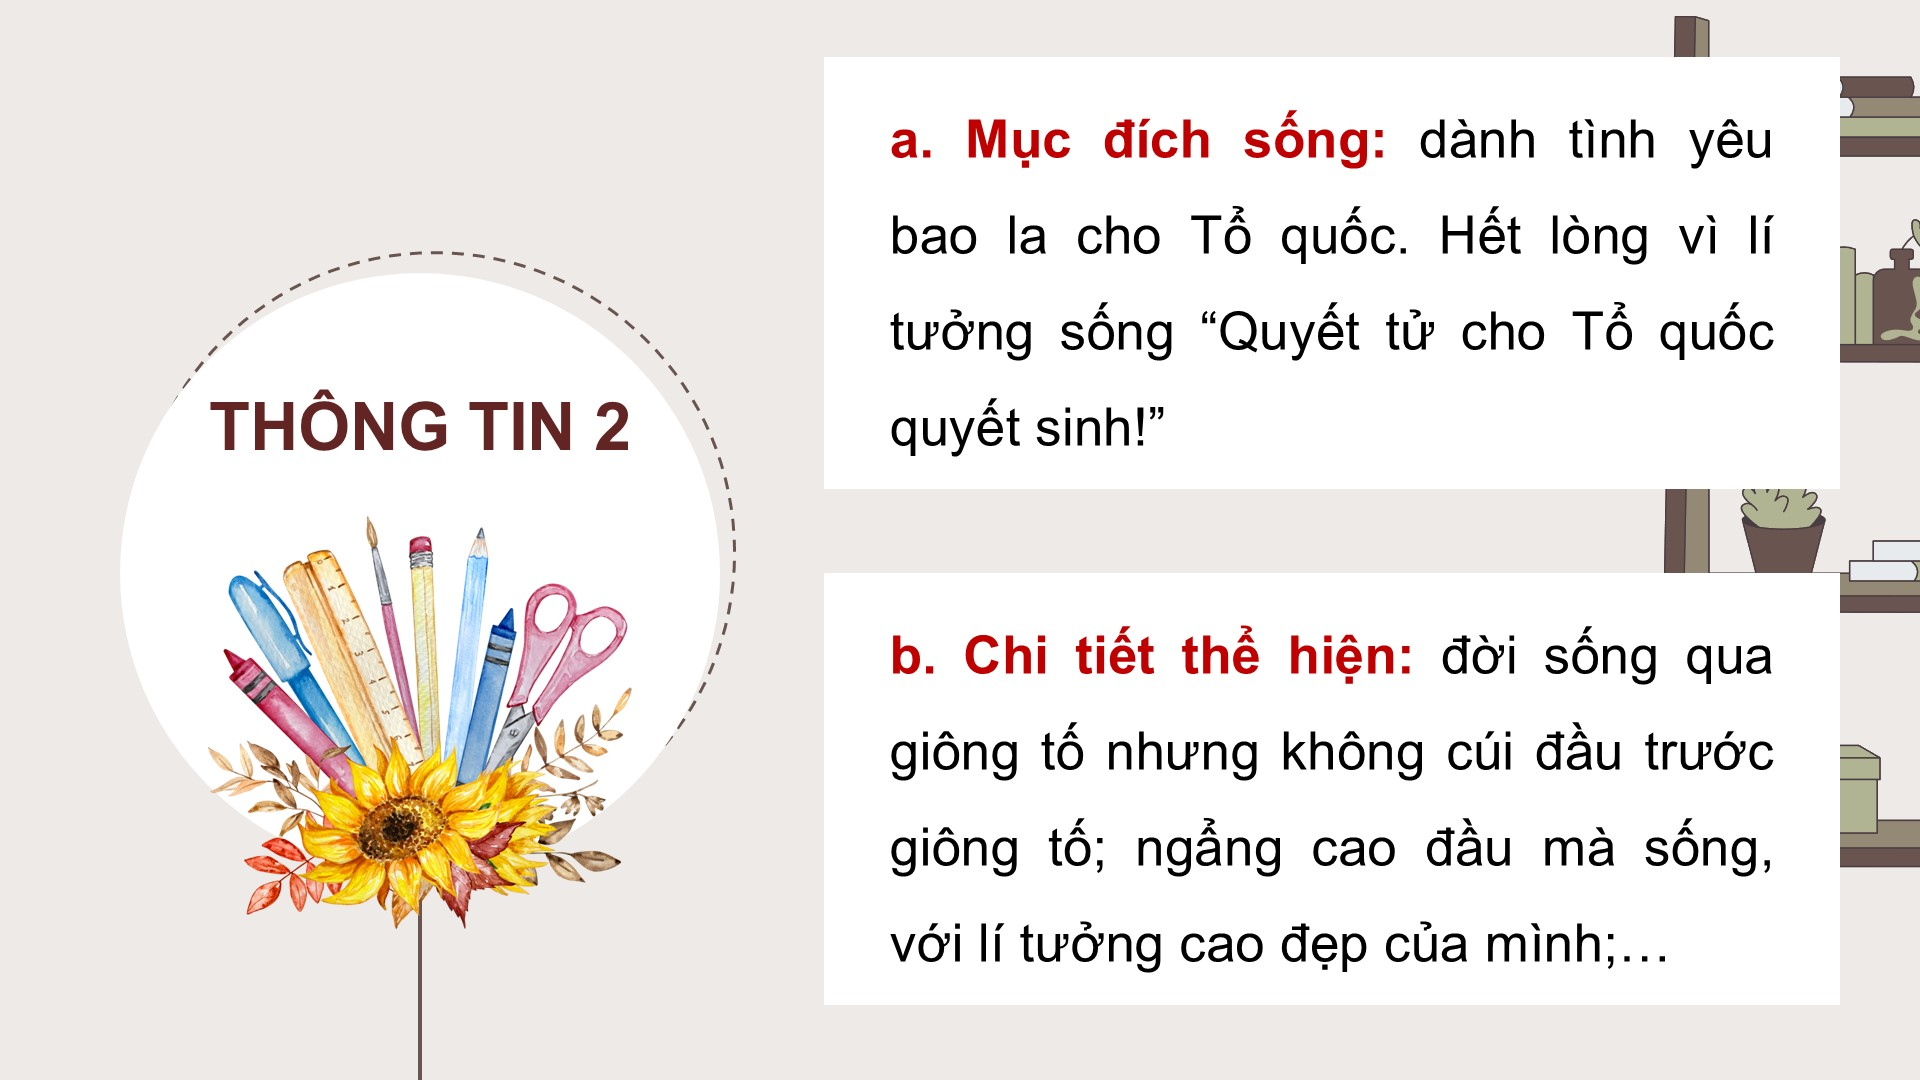 THÔNG TIN 2
a. Mục đích sống: dành tình yêu
bao la cho Tổ quốc. Hết lòng vì lí
tưởng sống “Quyết tử cho Tổ quốc
quyết sinh!”
b. Chi tiết thể hiện: đời sống qua
giông tố nhưng không cúi đầu trước
giông tố; ngẩng cao đầu mà sống,
với lí tưởng cao đẹp của mình;…